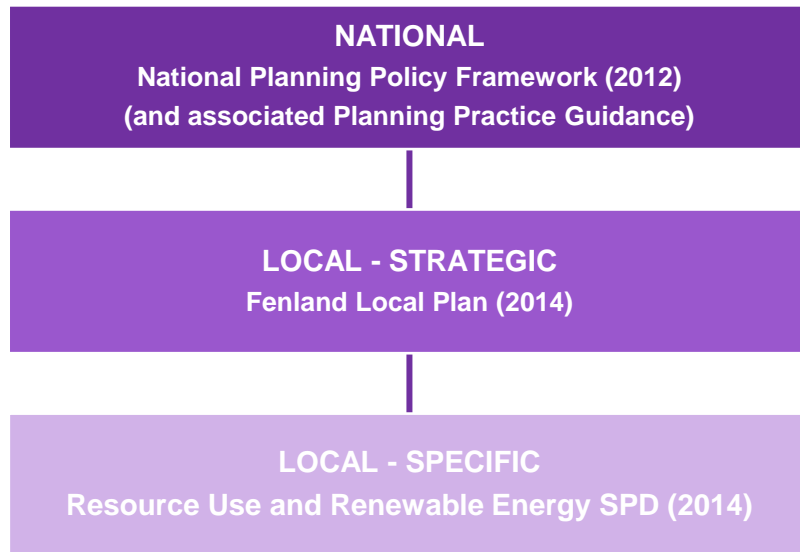 NATIONAL
National Planning Policy Framework (2012)
(and associated Planning Practice Guidance)
LOCAL - STRATEGIC
Fenland Local Plan (2014)
LOCAL - SPECIFIC
Resource Use and Renewable Energy SPD (2014)